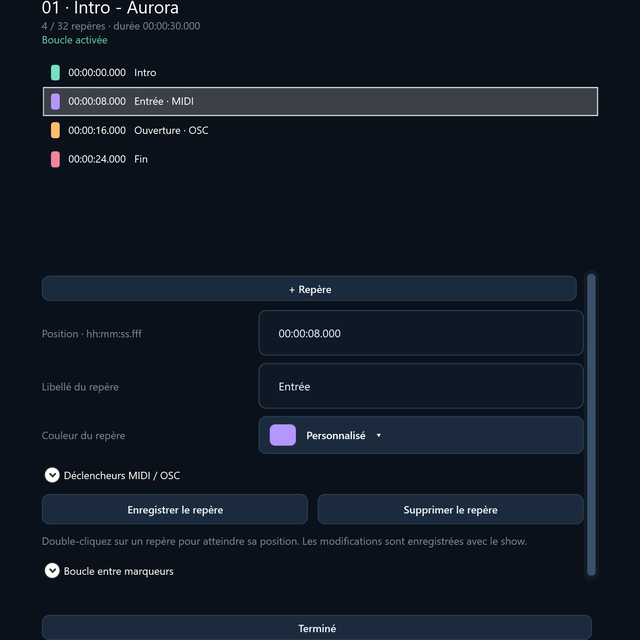 01 · Intro - Aurora
4 / 32 repères · durée 00:00:30.000
Boucle activée
00:00:00.000 Intro
00:00:08.000 Entrée · MIDI
00:00:16.000 Ouverture · OSC
00:00:24.000 Fin
+ Repère
Position · hh:mm:ss.fff 00:00:08.000
Libellé du repère Entrée
Couleur du repère Personnalisé
Déclencheurs MIDI / OSC
Enregistrer le repère Supprimer le repère
Double-cliquez sur un repère pour atteindre sa position. Les modifications sont enregistrées avec le show.
Boucle entre marqueurs
Terminé